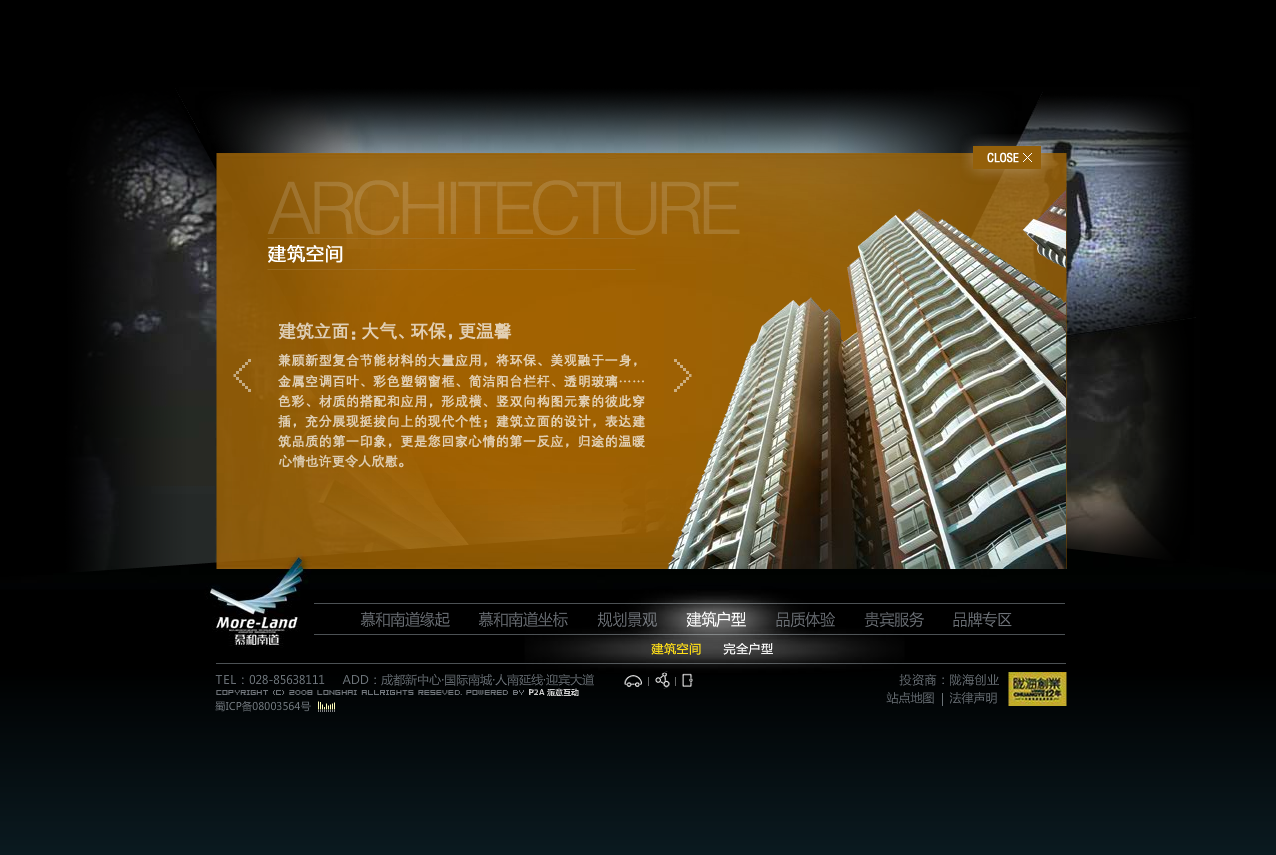 CLOSE
ARCHITECTURE
建筑空间
建筑立面：大气、环保，更温馨
兼顾新型复合节能材料的大量应用，将环保、美观融于一身，
金属空调百叶、彩色塑钢窗框、简洁阳台栏杆、透明玻璃……
色彩、材质的搭配和应用，形成横、竖双向构图元素的彼此穿
插，充分展现挺拔向上的现代个性；建筑立面的设计，表达建
筑品质的第一印象，更是您回家心情的第一反应，归途的温暖
心情也许更令人欣慰。
More-Land
慕和南道
慕和南道缘起 慕和南道坐标 规划景观 建筑户型 品质体验 贵宾服务 品牌专区
建筑空间 完全户型
TEL：028-85638111 ADD：成都新中心·国际南城·人南延线·迎宾大道
COPYRIGHT (C) 2008 LONGHAI ALLRIGHTS RESEVED. POWERED BY P2A 派意互动
蜀ICP备08003564号
投资商：陇海创业
站点地图 | 法律声明
陇海創業
CHUANGYE12年